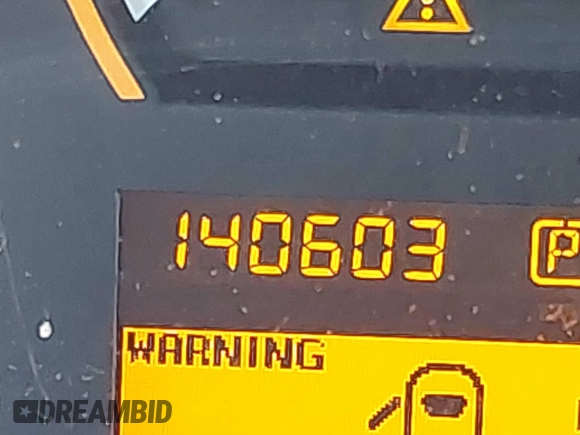 140603
P
WARNING
DREAMBID